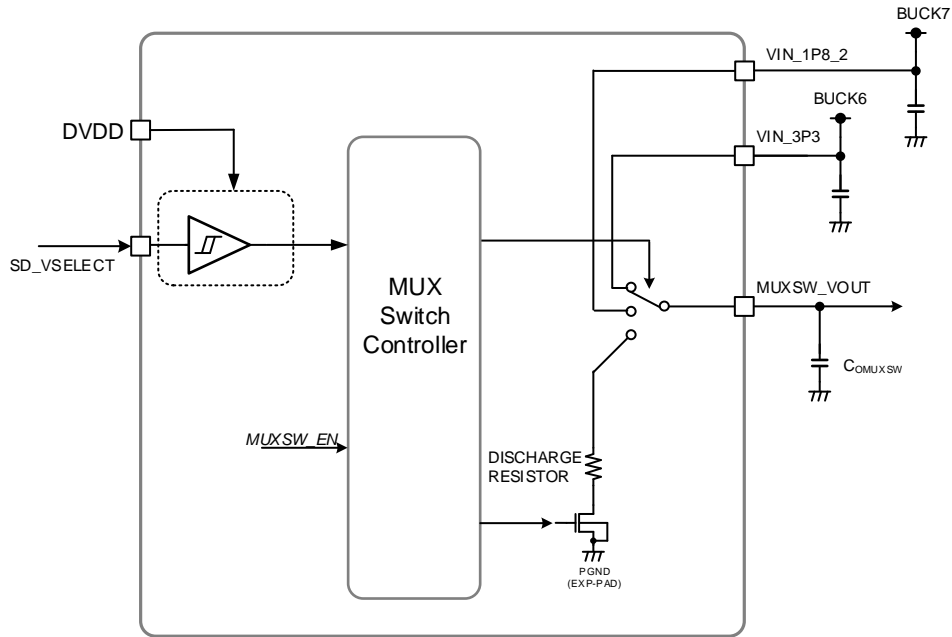 BUCK7
VIN_1P8_2
BUCK6
DVDD
VIN_3P3
SD_VSELECT
MUX
Switch
Controller
MUXSW_VOUT
COMUXSW
MUXSW_EN
DISCHARGE
RESISTOR
PGND
(EXP-PAD)